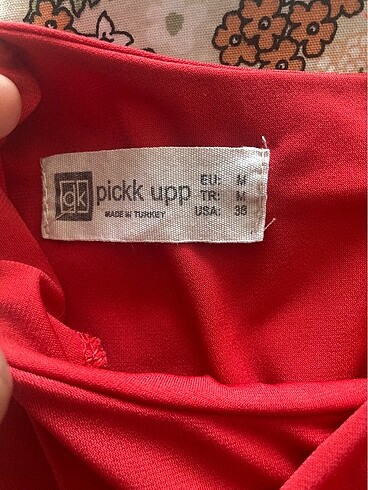 pk
pickk upp
MADE IN TURKEY
EU: M
TR: M
USA: 38